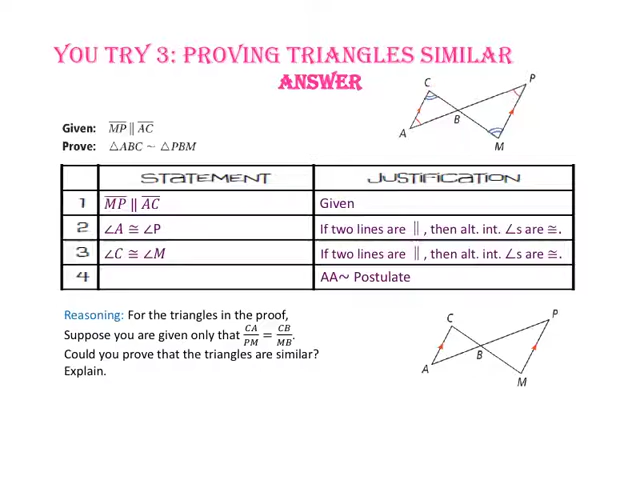 YOU TRY 3: PROVING TRIANGLES SIMILAR
ANSWER
C
P
B
A
M
Given: MP || AC
Prove: △ABC ~ △PBM
STATEMENT JUSTIFICATION
1 MP ∥ AC Given
2 ∠A ≅ ∠P If two lines are ∥, then alt. int. ∠s are ≅.
3 ∠C ≅ ∠M If two lines are ∥, then alt. int. ∠s are ≅.
4 AA~ Postulate
Reasoning: For the triangles in the proof,
Suppose you are given only that CA/PM = CB/MB.
Could you prove that the triangles are similar?
Explain.
C
P
B
A
M